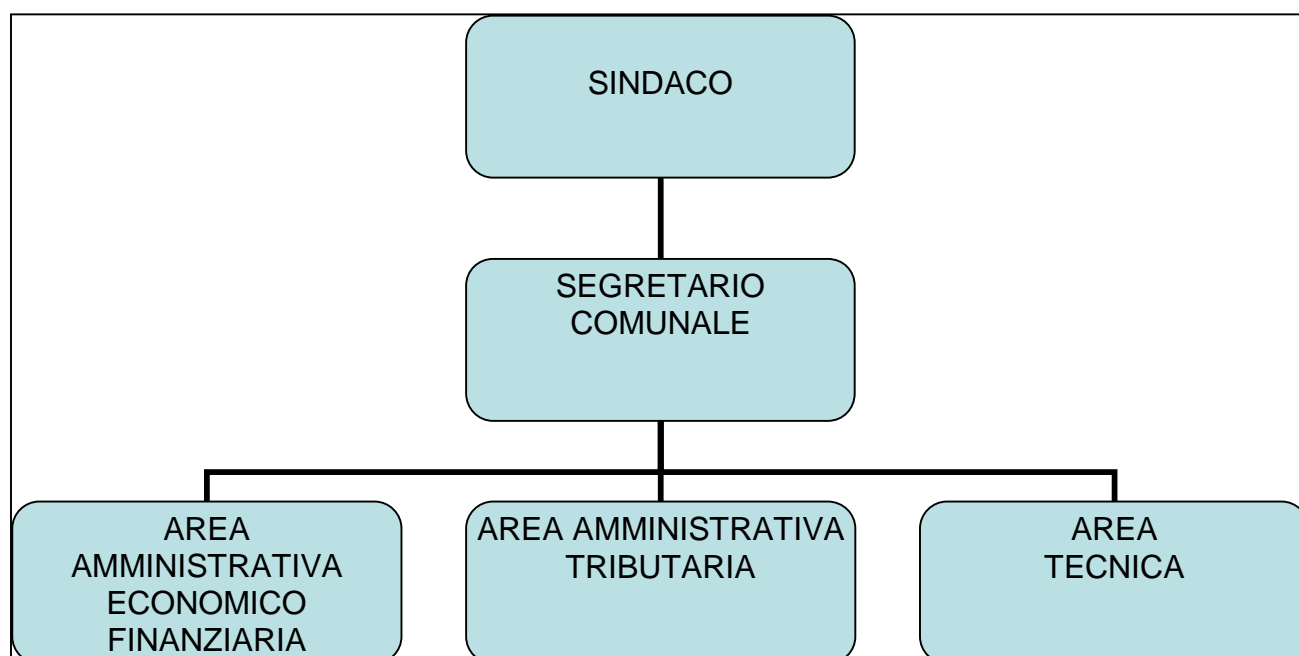 SINDACO
SEGRETARIO
COMUNALE
AREA
AMMINISTRATIVA
ECONOMICO
FINANZIARIA
AREA AMMINISTRATIVA
TRIBUTARIA
AREA
TECNICA